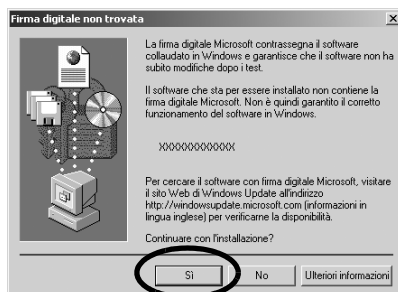 Firma digitale non trovata
La firma digitale Microsoft contrassegna il software
collaudato in Windows e garantisce che il software non ha
subito modifiche dopo i test.
Il software che sta per essere installato non contiene la
firma digitale Microsoft. Non è quindi garantito il corretto
funzionamento del software in Windows.
XXXXXXXXXXXX
Per cercare il software con firma digitale Microsoft, visitare
il sito Web di Windows Update all'indirizzo
http://windowsupdate.microsoft.com (informazioni in
lingua inglese) per verificarne la disponibilità.
Continuare con l'installazione?
Sì No Ulteriori informazioni